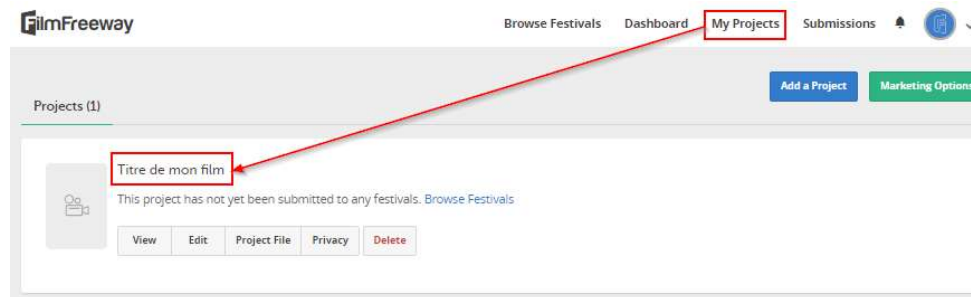 FilmFreeway
Browse Festivals Dashboard My Projects Submissions
Add a Project Marketing Options
Projects (1)
Titre de mon film
This project has not yet been submitted to any festivals. Browse Festivals
View Edit Project File Privacy Delete